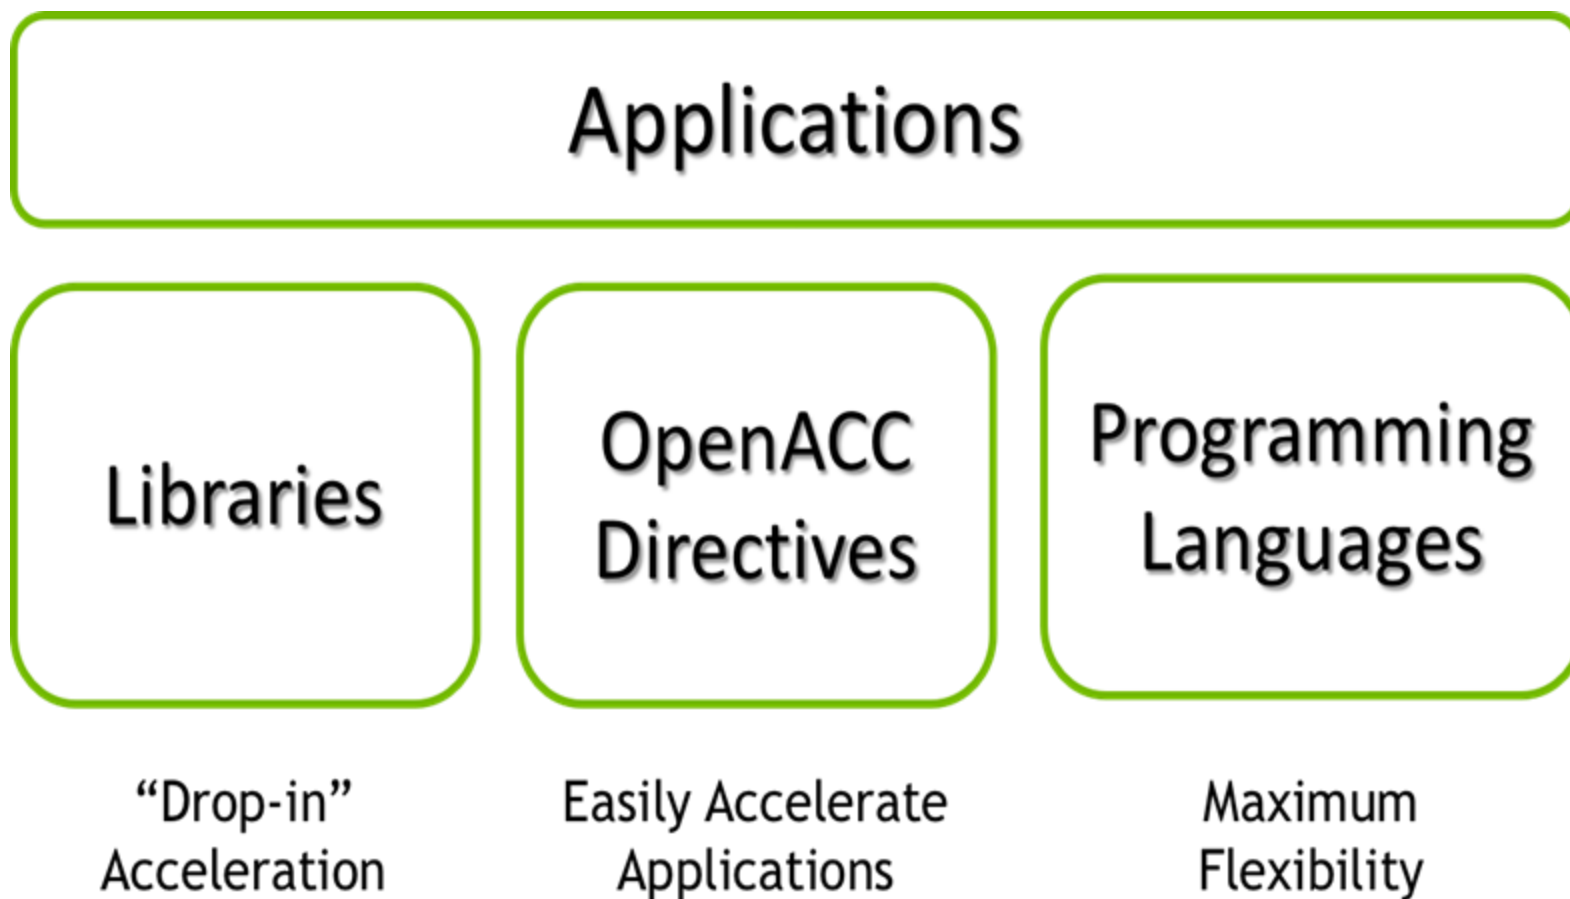 Applications
Libraries
OpenACC
Directives
Programming
Languages
“Drop-in”
Acceleration
Easily Accelerate
Applications
Maximum
Flexibility